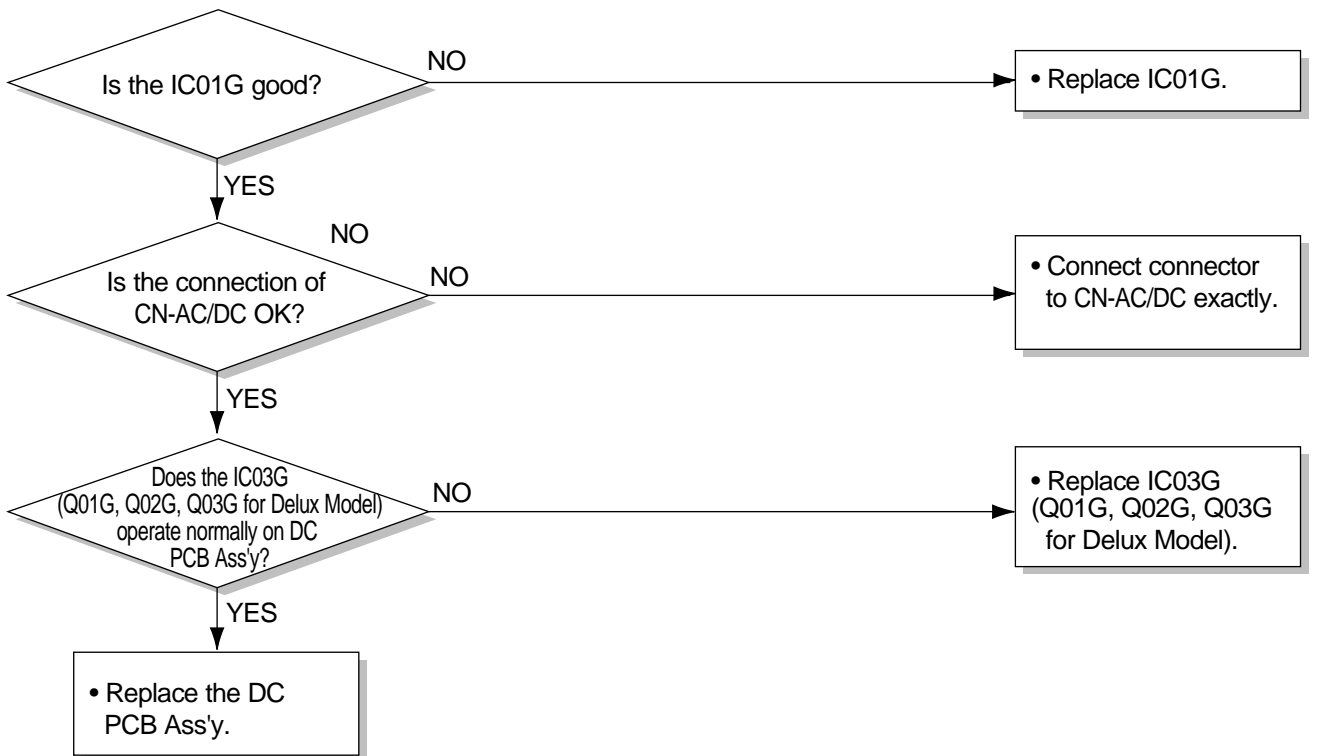 Is the IC01G good?
NO
• Replace IC01G.
YES
NO
Is the connection of
CN-AC/DC OK?
NO
• Connect connector
to CN-AC/DC exactly.
YES
Does the IC03G
(Q01G, Q02G, Q03G for Delux Model)
operate normally on DC
PCB Ass'y?
NO
• Replace IC03G
(Q01G, Q02G, Q03G
for Delux Model).
YES
• Replace the DC
PCB Ass'y.